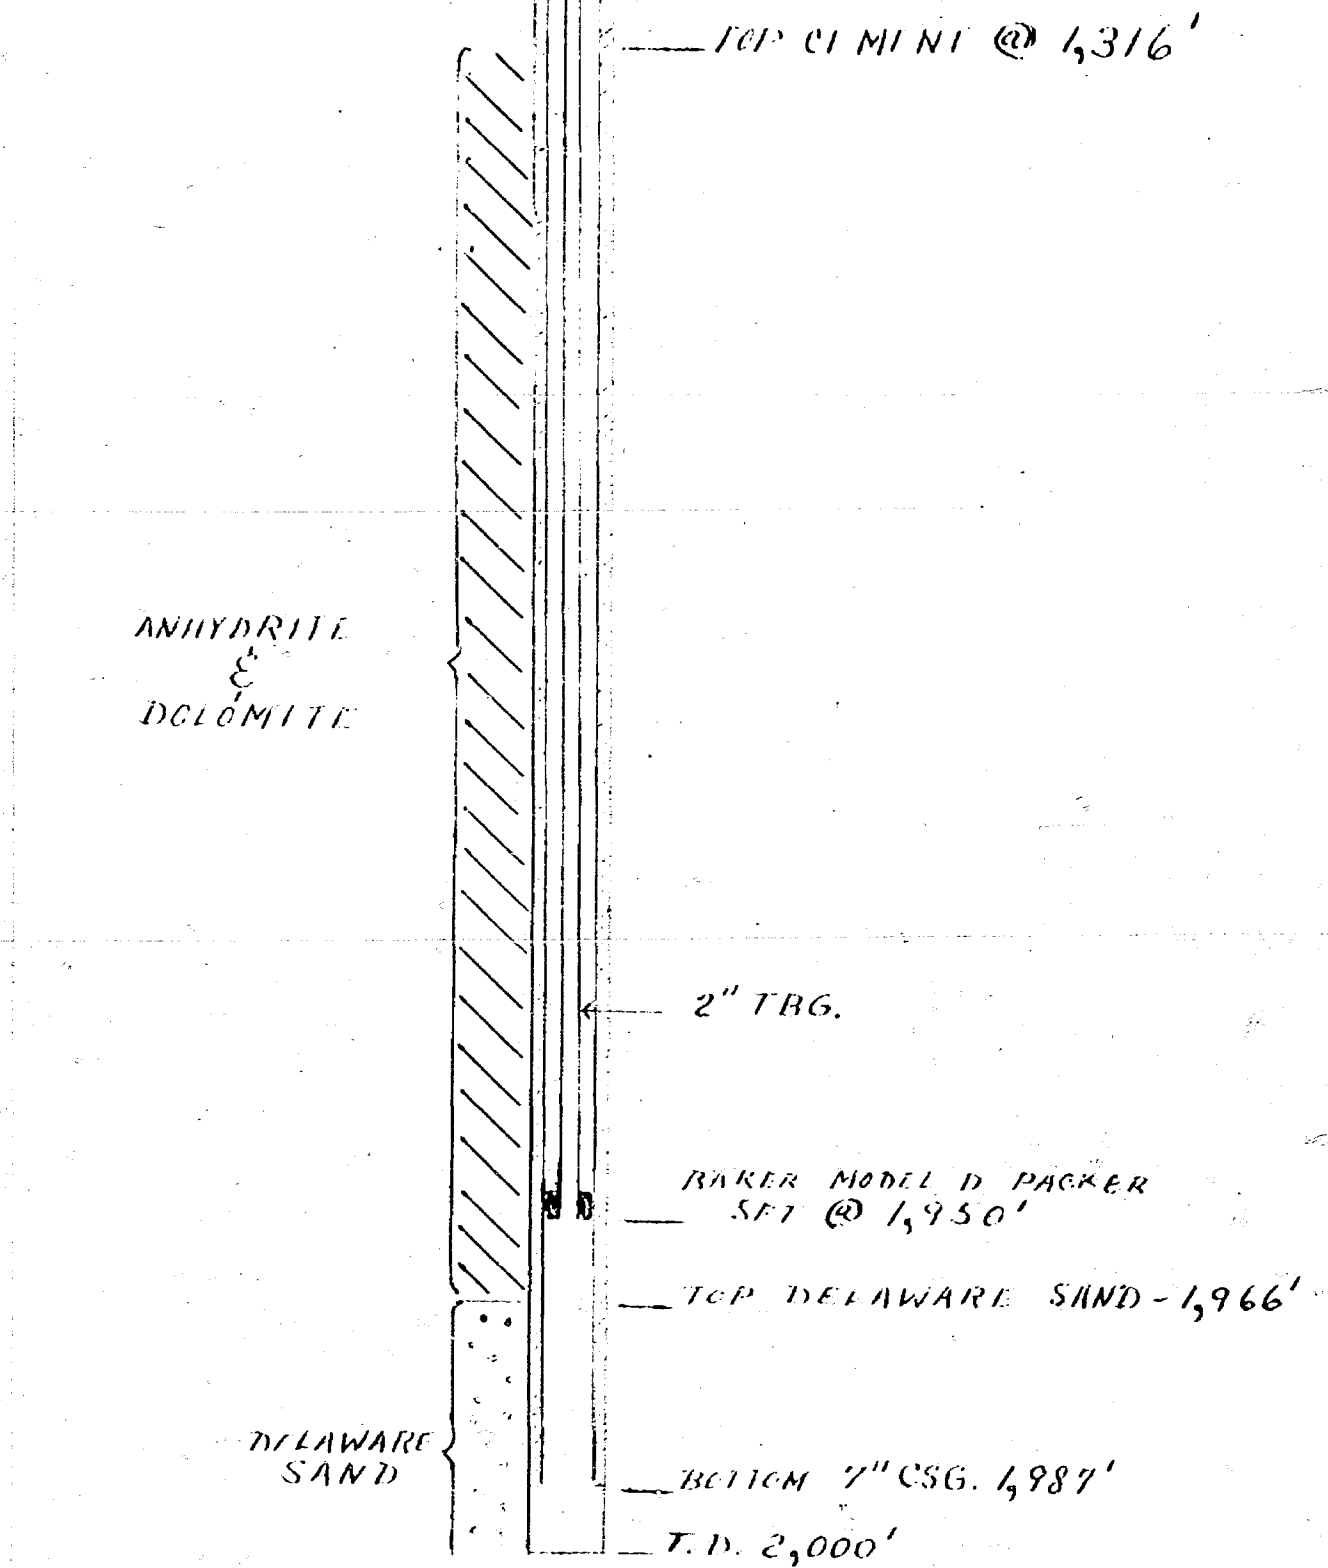 TOP CEMENT @ 1,316'
ANHYDRITE
&
DOLOMITE
2" TBG.
BAKER MODEL D PACKER
SET @ 1,950'
TOP DELAWARE SAND - 1,966'
DELAWARE
SAND
BOTTOM 7" CSG. 1,987'
T.D. 2,000'